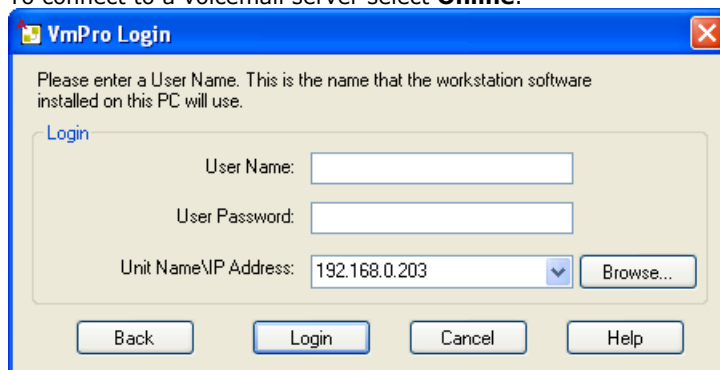 To connect to a voicemail server select Online.
VmPro Login
Please enter a User Name. This is the name that the workstation software
installed on this PC will use.
Login
User Name:
User Password:
Unit Name\IP Address: 192.168.0.203 Browse...
Back Login Cancel Help